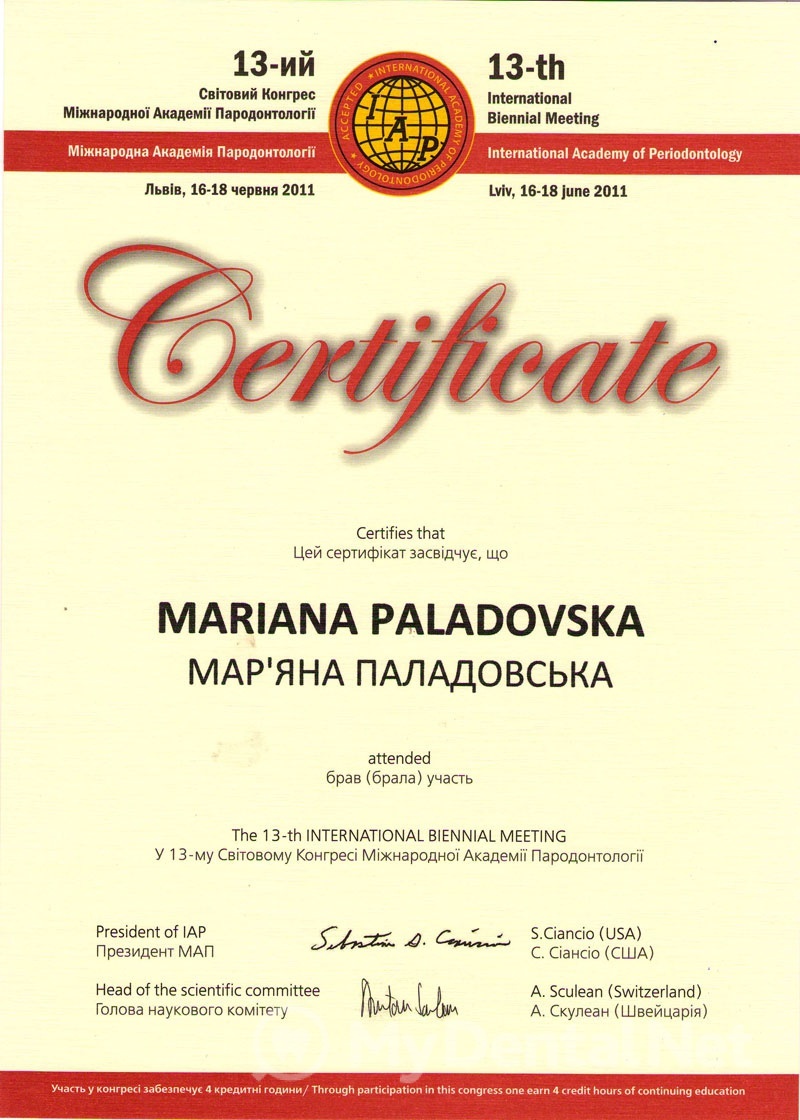 13-ий
Світовий Конгрес
Міжнародної Академії Пародонтології
Міжнародна Академія Пародонтології
Львів, 16-18 червня 2011
ACCEPTED ★ INTERNATIONAL ACADEMY OF PERIODONTOLOGY ★
IAP
13-th
International
Biennial Meeting
International Academy of Periodontology
Lviv, 16-18 june 2011
Certificate
Certifies that
Цей сертифікат засвідчує, що
MARIANA PALADOVSKA
МАР'ЯНА ПАЛАДОВСЬКА
attended
брав (брала) участь
The 13-th INTERNATIONAL BIENNIAL MEETING
У 13-му Світовому Конгресі Міжнародної Академії Пародонтології
President of IAP
Президент МАП
S.Ciancio (USA)
С. Сіансіо (США)
Head of the scientific committee
Голова наукового комітету
A. Sculean (Switzerland)
А. Скулеан (Швейцарія)
MyDentaNet
Участь у конгресі забезпечує 4 кредитні години/ Through participation in this congress one earn 4 credit hours of continuing education